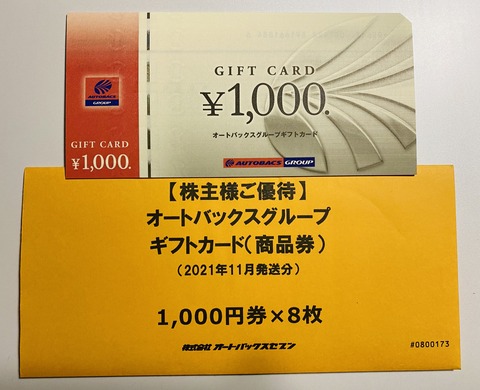 AUTOBACS
GROUP
GIFT CARD
¥1,000.
GIFT CARD
¥1,000.
オートバックスグループギフトカード
AUTOBACS GROUP
【株主様ご優待】
オートバックスグループ
ギフトカード(商品券)
(2021年11月発送分)
1,000円券×8枚
株式会社 オートバックスセブン
#0800173